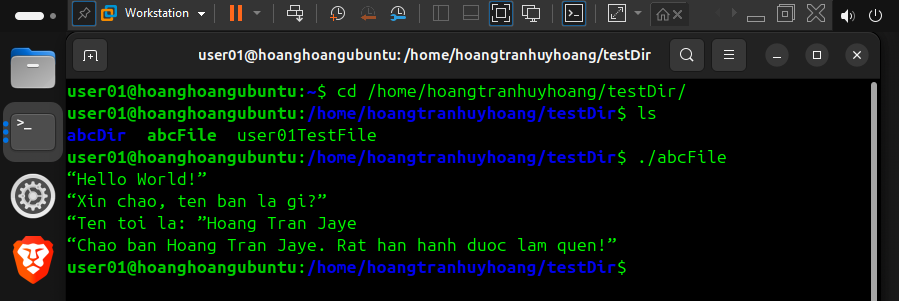 Workstation
user01@hoanghoangubuntu: /home/hoangtranhuyhoang/testDir
user01@hoanghoangubuntu:~$ cd /home/hoangtranhuyhoang/testDir/
user01@hoanghoangubuntu:/home/hoangtranhuyhoang/testDir$ ls
abcDir  abcFile  user01TestFile
user01@hoanghoangubuntu:/home/hoangtranhuyhoang/testDir$ ./abcFile
“Hello World!”
“Xin chao, ten ban la gi?”
“Ten toi la: ”Hoang Tran Jaye
“Chao ban Hoang Tran Jaye. Rat han hanh duoc lam quen!”
user01@hoanghoangubuntu:/home/hoangtranhuyhoang/testDir$